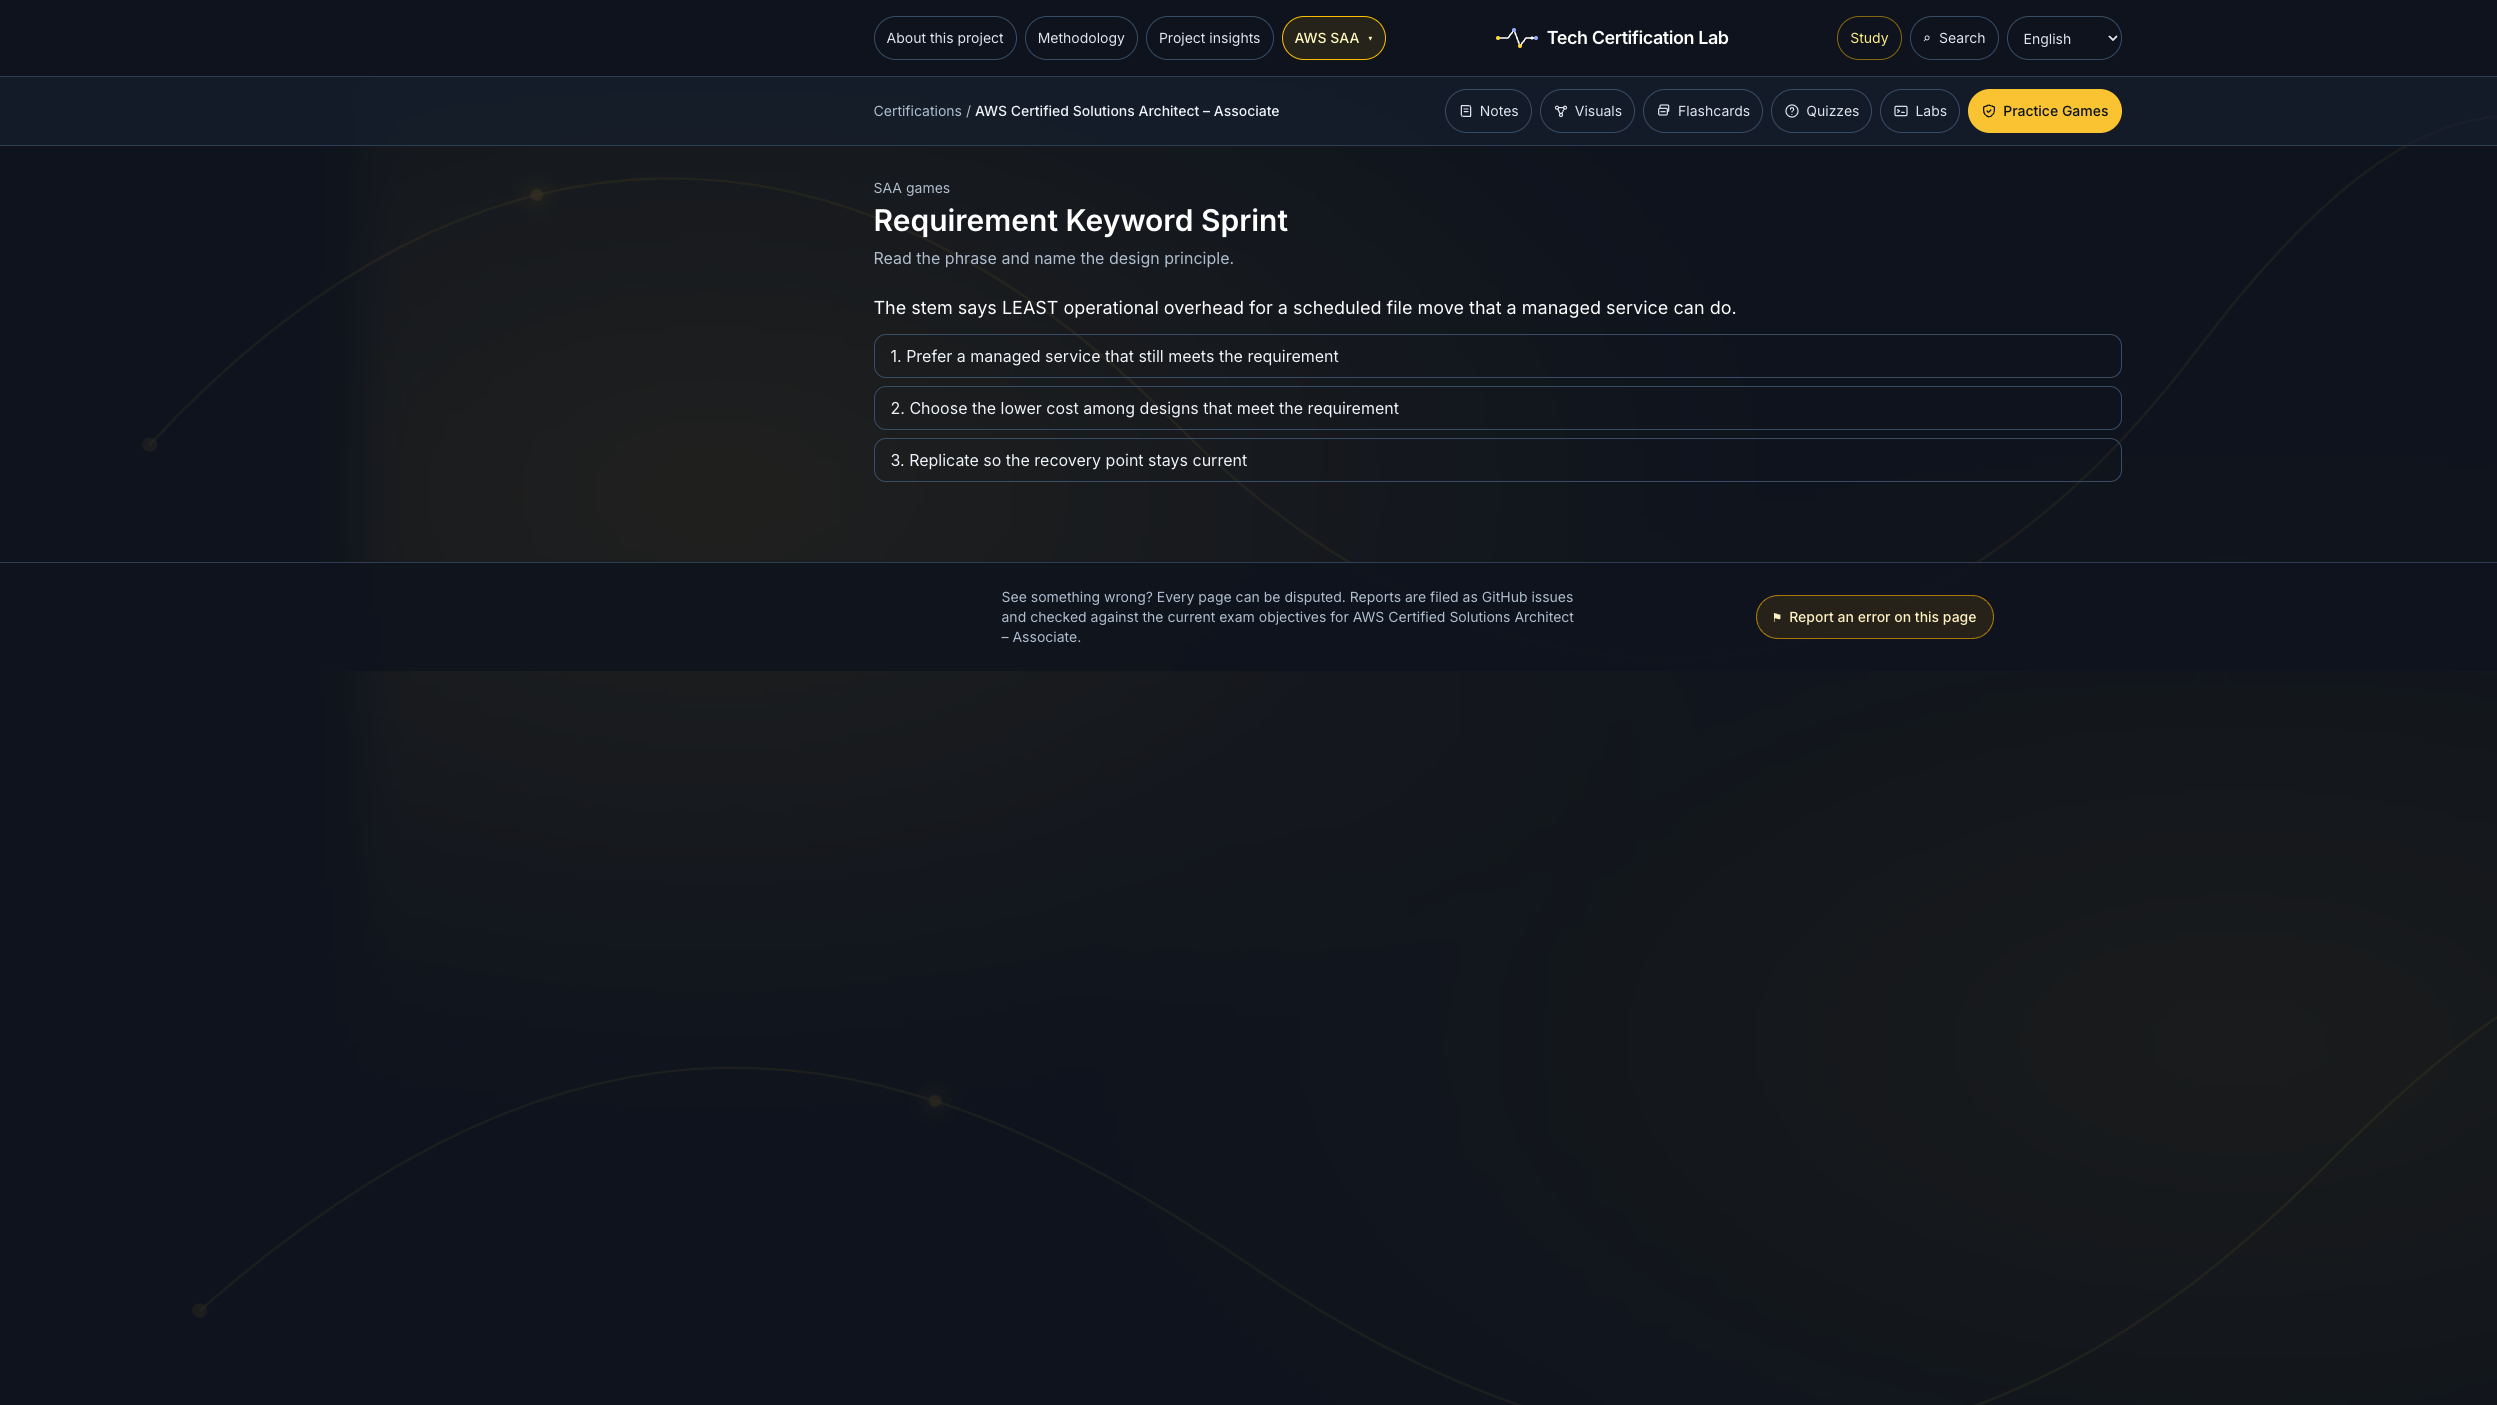 About this project
Methodology
Project insights
AWS SAA
Tech Certification Lab
Study
Search
English
Certifications / AWS Certified Solutions Architect – Associate
Notes
Visuals
Flashcards
Quizzes
Labs
Practice Games
SAA games
Requirement Keyword Sprint
Read the phrase and name the design principle.
The stem says LEAST operational overhead for a scheduled file move that a managed service can do.
1. Prefer a managed service that still meets the requirement
2. Choose the lower cost among designs that meet the requirement
3. Replicate so the recovery point stays current
See something wrong? Every page can be disputed. Reports are filed as GitHub issues
and checked against the current exam objectives for AWS Certified Solutions Architect
– Associate.
Report an error on this page